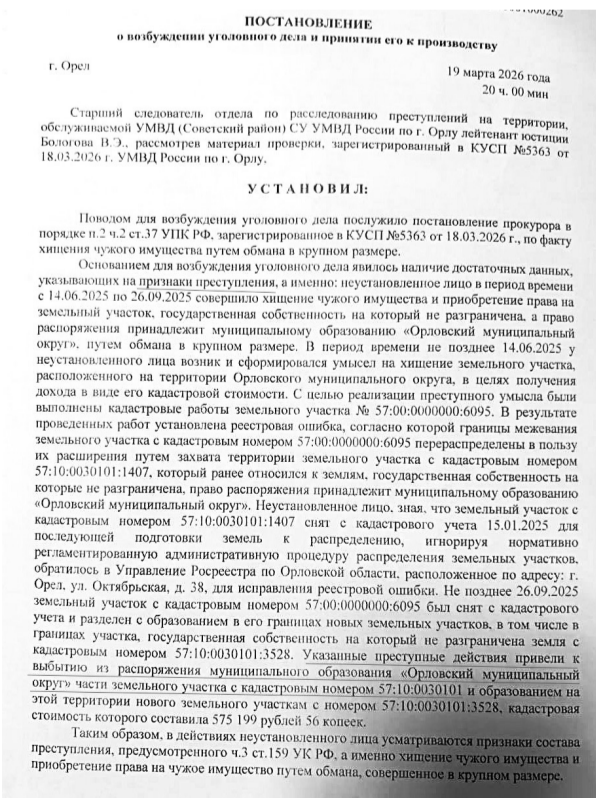 ПОСТАНОВЛЕНИЕ
о возбуждении уголовного дела и принятии его к производству
г. Орел
19 марта 2026 года
20 ч. 00 мин
Старший следователь отдела по расследованию преступлений на территории,
обслуживаемой УМВД (Советский район) СУ УМВД России по г. Орлу лейтенант юстиции
Бологова В.Э., рассмотрев материал проверки, зарегистрированный в КУСП №5363 от
18.03.2026 г. УМВД России по г. Орлу,
УСТАНОВИЛ:
Поводом для возбуждения уголовного дела послужило постановление прокурора в
порядке п.2 ч.2 ст.37 УПК РФ, зарегистрированное в КУСП №5363 от 18.03.2026 г., по факту
хищения чужого имущества путем обмана в крупном размере.
Основанием для возбуждения уголовного дела явилось наличие достаточных данных,
указывающих на признаки преступления, а именно: неустановленное лицо в период времени
с 14.06.2025 по 26.09.2025 совершило хищение чужого имущества и приобретение права на
земельный участок, государственная собственность на который не разграничена, а право
распоряжения принадлежит муниципальному образованию «Орловский муниципальный
округ», путем обмана в крупном размере. В период времени не позднее 14.06.2025 у
неустановленного лица возник и сформировался умысел на хищение земельного участка,
расположенного на территории Орловского муниципального округа, в целях получения
дохода в виде его кадастровой стоимости. С целью реализации преступного умысла были
выполнены кадастровые работы земельного участка № 57:00:0000000:6095. В результате
проведенных работ установлена реестровая ошибка, согласно которой границы межевания
земельного участка с кадастровым номером 57:00:0000000:6095 перераспределены в пользу
их расширения путем захвата территории земельного участка с кадастровым номером
57:10:0030101:1407, который ранее относился к землям, государственная собственность на
которые не разграничена, право распоряжения принадлежит муниципальному образованию
«Орловский муниципальный округ». Неустановленное лицо, зная, что земельный участок с
кадастровым номером 57:10:0030101:1407 снят с кадастрового учета 15.01.2025 для
последующей подготовки земель к распределению, игнорируя нормативно
регламентированную административную процедуру распределения земельных участков,
обратилось в Управление Росреестра по Орловской области, расположенное по адресу: г.
Орел, ул. Октябрьская, д. 38, для исправления реестровой ошибки. Не позднее 26.09.2025
земельный участок с кадастровым номером 57:00:0000000:6095 был снят с кадастрового
учета и разделен с образованием в его границах новых земельных участков, в том числе в
границах участка, государственная собственность на который не разграничена земля с
кадастровым номером 57:10:0030101:3528. Указанные преступные действия привели к
выбытию из распоряжения муниципального образования «Орловский муниципальный
округ» части земельного участка с кадастровым номером 57:10:0030101 и образованием на
этой территории нового земельного участкам с номером 57:10:0030101:3528, кадастровая
стоимость которого составила 575 199 рублей 56 копеек.
Таким образом, в действиях неустановленного лица усматриваются признаки состава
преступления, предусмотренного ч.3 ст.159 УК РФ, а именно хищение чужого имущества и
приобретение права на чужое имущество путем обмана, совершенное в крупном размере.